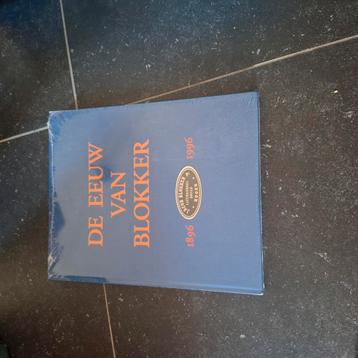 DE EEUW
VAN
BLOKKER
1896
1996